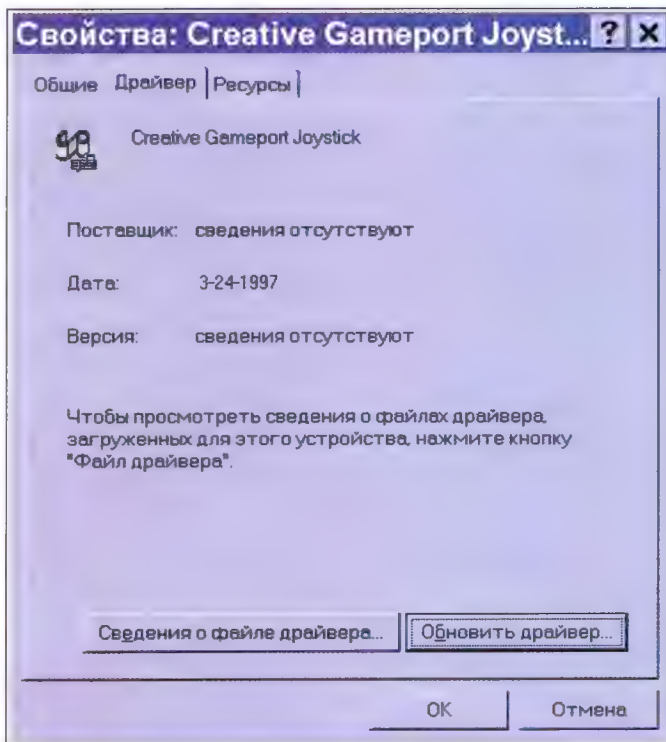 Свойства: Creative Gameport Joyst... ? X
Общие Драйвер Ресурсы
Creative Gameport Joystick
Поставщик: сведения отсутствуют
Дата: 3-24-1997
Версия: сведения отсутствуют
Чтобы просмотреть сведения о файлах драйвера,
загруженных для этого устройства, нажмите кнопку
"Файл драйвера".
Сведения о файле драйвера... Обновить драйвер...
OK Отмена